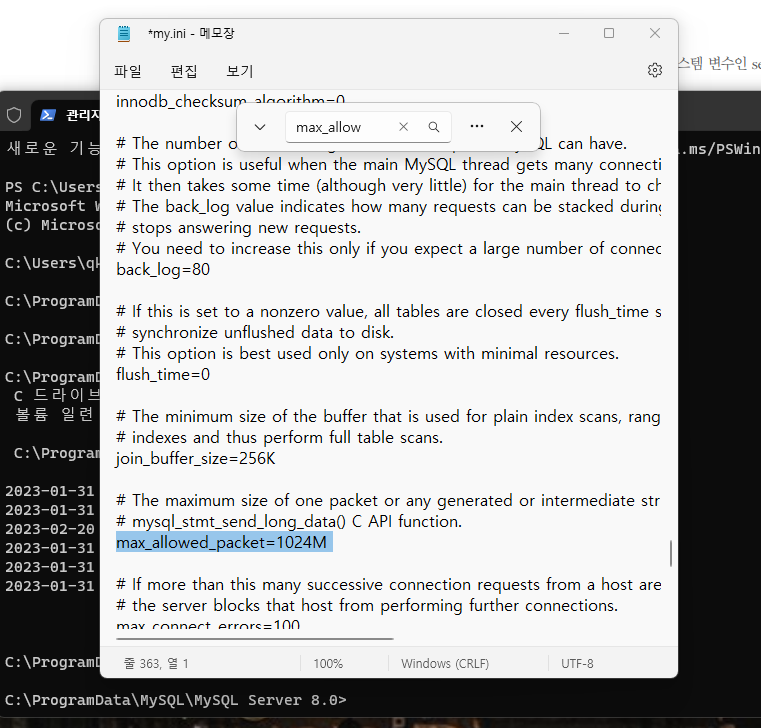 *my.ini - 메모장
파일 편집 보기
스템 변수인 se
innodb_checksum_algorithm=0
max_allow
관리자
새로운 기능
.ms/PSWin
# The number o
SQL can have.
# This option is useful when the main MySQL thread gets many connecti
# It then takes some time (although very little) for the main thread to ch
# The back_log value indicates how many requests can be stacked during
# stops answering new requests.
# You need to increase this only if you expect a large number of connec
back_log=80
# If this is set to a nonzero value, all tables are closed every flush_time s
# synchronize unflushed data to disk.
# This option is best used only on systems with minimal resources.
flush_time=0
# The minimum size of the buffer that is used for plain index scans, rang
# indexes and thus perform full table scans.
join_buffer_size=256K
# The maximum size of one packet or any generated or intermediate str
# mysql_stmt_send_long_data() C API function.
max_allowed_packet=1024M
# If more than this many successive connection requests from a host are
# the server blocks that host from performing further connections.
max_connect_errors=100
줄 363, 열 1 100% Windows (CRLF) UTF-8
PS C:\Users
Microsoft W
(c) Microso
C:\Users\qk
C:\ProgramD
C:\ProgramD
C:\ProgramD
C 드라이브
볼륨 일련
C:\Program
2023-01-31
2023-01-31
2023-02-20
2023-01-31
2023-01-31
2023-01-31
C:\ProgramD
C:\ProgramData\MySQL\MySQL Server 8.0>